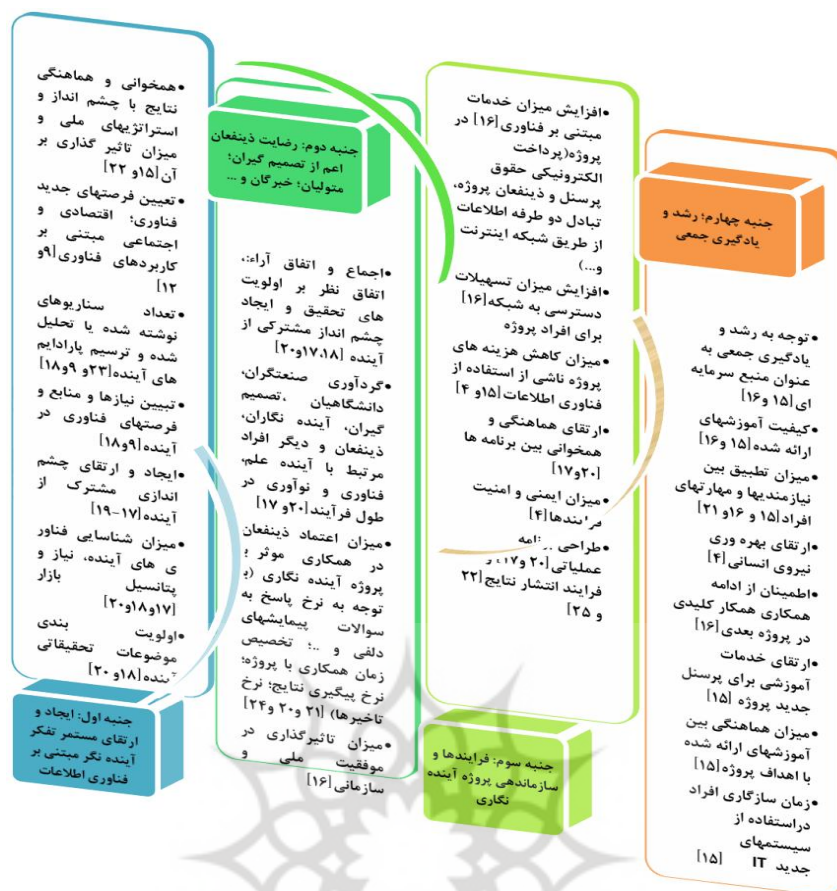 •همخوانی و هماهنگی
نتایج با چشم انداز و
استراتژیهای ملی و
میزان تاثیر گذاری بر
آن[۱۵و ۲۲]
•تعیین فرصتهای جدید
فناوری؛ اقتصادی و
اجتماعی مبتنی بر
کاربردهای فناوری[۹و
۱۲]
•تعداد سناریوهای
نوشته شده یا تحلیل
شده و ترسیم پارادایم
های آینده[۲۳و ۹و۱۸]
•تبیین نیازها و منابع و
فرصتهای فناوری در
آینده[۹و۱۸]
•ایجاد و ارتقای چشم
اندازی مشترک از
آینده[۱۷-۱۹]
•میزان شناسایی فناور
ی های آینده، نیاز و
پتانسیل بازار
[۱۷و۱۸و۲۰]
•اولویت بندی
موضوعات تحقیقاتی
آینده[۱۸و ۲۰]
جنبه اول: ایجاد و
ارتقای مستمر تفکر
آینده نگر مبتنی بر
فناوری اطلاعات
جنبه دوم: رضایت ذینفعان
اعم از تصمیم گیران؛
متولیان؛ خبرگان و ...
•اجماع و اتفاق آراء:،
اتفاق نظر بر اولویت
های تحقیق و ایجاد
چشم انداز مشترکی از
آینده [۱۷،۱۸و۲۰]
•گردآوری صنعتگران،
دانشگاهیان ،تصمیم
گیران، آینده نگاران،
ذینفعان و دیگر افراد
مرتبط با آینده علم،
فناوری و نوآوری در
طول فرآیند[۲۰و ۱۷]
•میزان اعتماد ذینفعان
در همکاری موثر با
پروژه آینده نگاری (با
توجه به نرخ پاسخ به
سوالات پیمایشهای
دلفی و ..؛ تخصیص
زمان همکاری با پروژه؛
نرخ پیگیری نتایج؛ نرخ
تاخیرها) [۲۱ و۲۰ و۲۴]
•میزان تاثیرگذاری در
موفقیت ملی و
سازمانی[۱۶]
•افزایش میزان خدمات
مبتنی بر فناوری[۱۶] در
پروژه(پرداخت
الکترونیکی حقوق
پرسنل و ذینفعان پروژه،
تبادل دو طرفه اطلاعات
از طریق شبکه اینترنت
و...)
•افزایش میزان تسهیلات
دسترسی به شبکه[۱۶]
برای افراد پروژه
•میزان کاهش هزینه های
پروژه ناشی از استفاده از
فناوری اطلاعات[۱۵و ۴]
•ارتقای هماهنگی و
همخوانی بین برنامه ها
[۲۰و۱۷]
•میزان ایمنی و امنیت
فرایندها[۴]
•طراحی برنامه
عملیاتی[۲۰ و۱۷] و
فرایند انتشار نتایج[۲۲
و ۲۵]
جنبه سوم: فرایندها و
سازماندهی پروژه آینده
نگاری
جنبه چهارم؛ رشد و
یادگیری جمعی
•توجه به رشد و
یادگیری جمعی به
عنوان منبع سرمایه
ای[۱۵ و۱۶]
•کیفیت آموزشهای
ارائه شده[۱۵ و۱۶]
•میزان تطبیق بین
نیازمندیها و مهارتهای
افراد[۱۵ و ۱۶و ۲۱]
•ارتقای بهره وری
نیروی انسانی[۴]
•اطمینان از ادامه
همکاری همکار کلیدی
در پروژه بعدی[۱۶]
•ارتقای خدمات
آموزشی برای پرسنل
جدید پروژه [۱۵]
•میزان هماهنگی بین
آموزشهای ارائه شده
با اهداف پروژه[۱۵]
•زمان سازگاری افراد
دراستفاده از
سیستمهای
جدید IT [۱۵]